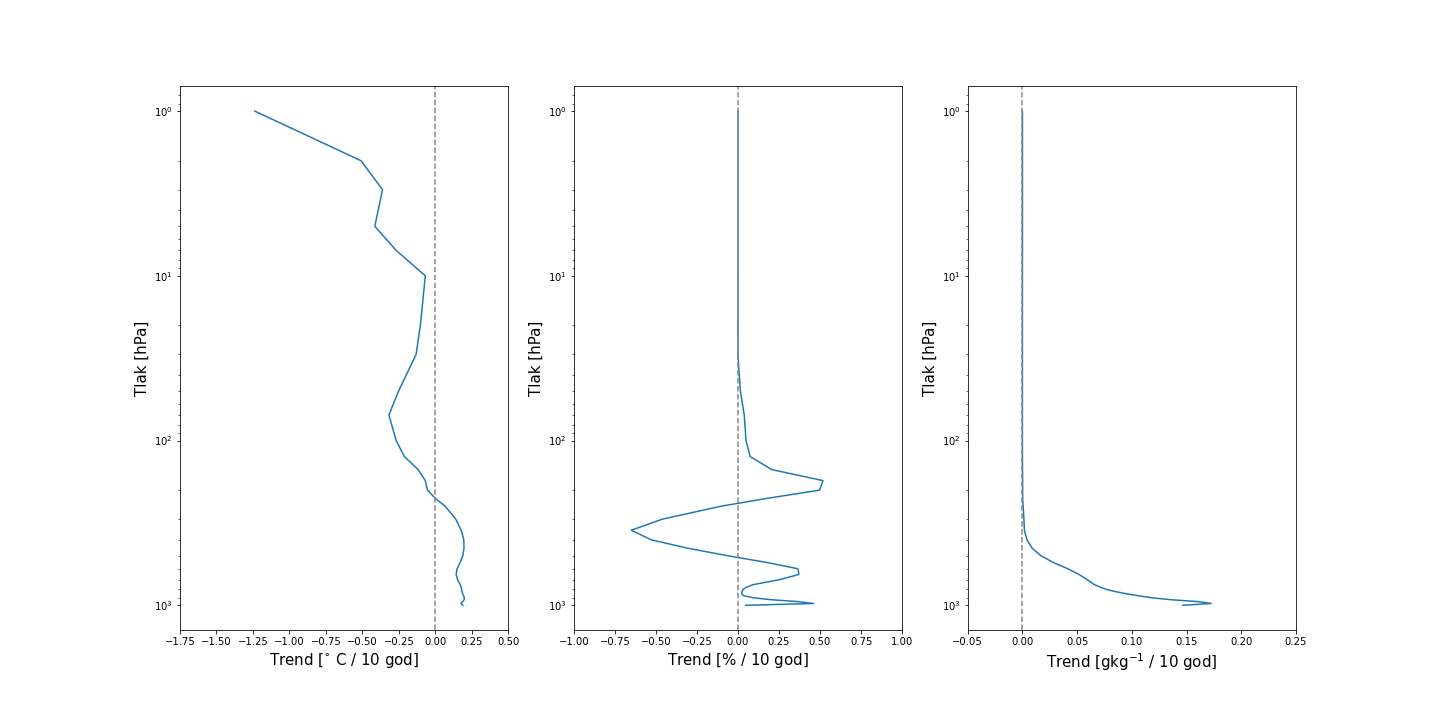 10⁰
10¹
10²
10³
Tlak [hPa]
−1.75 −1.50 −1.25 −1.00 −0.75 −0.50 −0.25 0.00 0.25 0.50
Trend [° C / 10 god]
10⁰
10¹
10²
10³
Tlak [hPa]
−1.00 −0.75 −0.50 −0.25 0.00 0.25 0.50 0.75 1.00
Trend [% / 10 god]
10⁰
10¹
10²
10³
Tlak [hPa]
−0.05 0.00 0.05 0.10 0.15 0.20 0.25
Trend [gkg⁻¹ / 10 god]